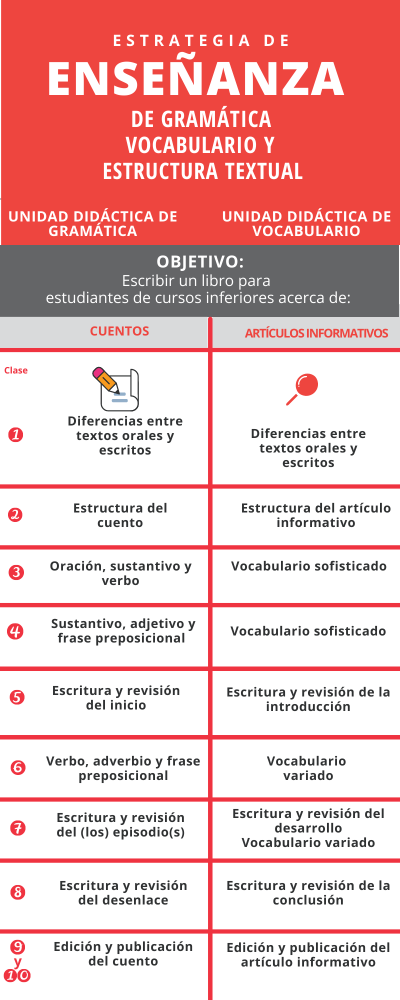 ESTRATEGIA DE
ENSEÑANZA
DE GRAMÁTICA
VOCABULARIO Y
ESTRUCTURA TEXTUAL
UNIDAD DIDÁCTICA DE
GRAMÁTICA
UNIDAD DIDÁCTICA DE
VOCABULARIO
OBJETIVO:
Escribir un libro para
estudiantes de cursos inferiores acerca de:
CUENTOS
ARTÍCULOS INFORMATIVOS
Clase
1
Diferencias entre
textos orales y
escritos
Diferencias entre
textos orales y
escritos
2
Estructura del
cuento
Estructura del artículo
informativo
3
Oración, sustantivo y
verbo
Vocabulario sofisticado
4
Sustantivo, adjetivo y
frase preposicional
Vocabulario sofisticado
5
Escritura y revisión
del inicio
Escritura y revisión de la
introducción
6
Verbo, adverbio y frase
preposicional
Vocabulario
variado
7
Escritura y revisión
del (los) episodio(s)
Escritura y revisión del
desarrollo
Vocabulario variado
8
Escritura y revisión
del desenlace
Escritura y revisión de la
conclusión
9
y
10
Edición y publicación
del cuento
Edición y publicación del
artículo informativo